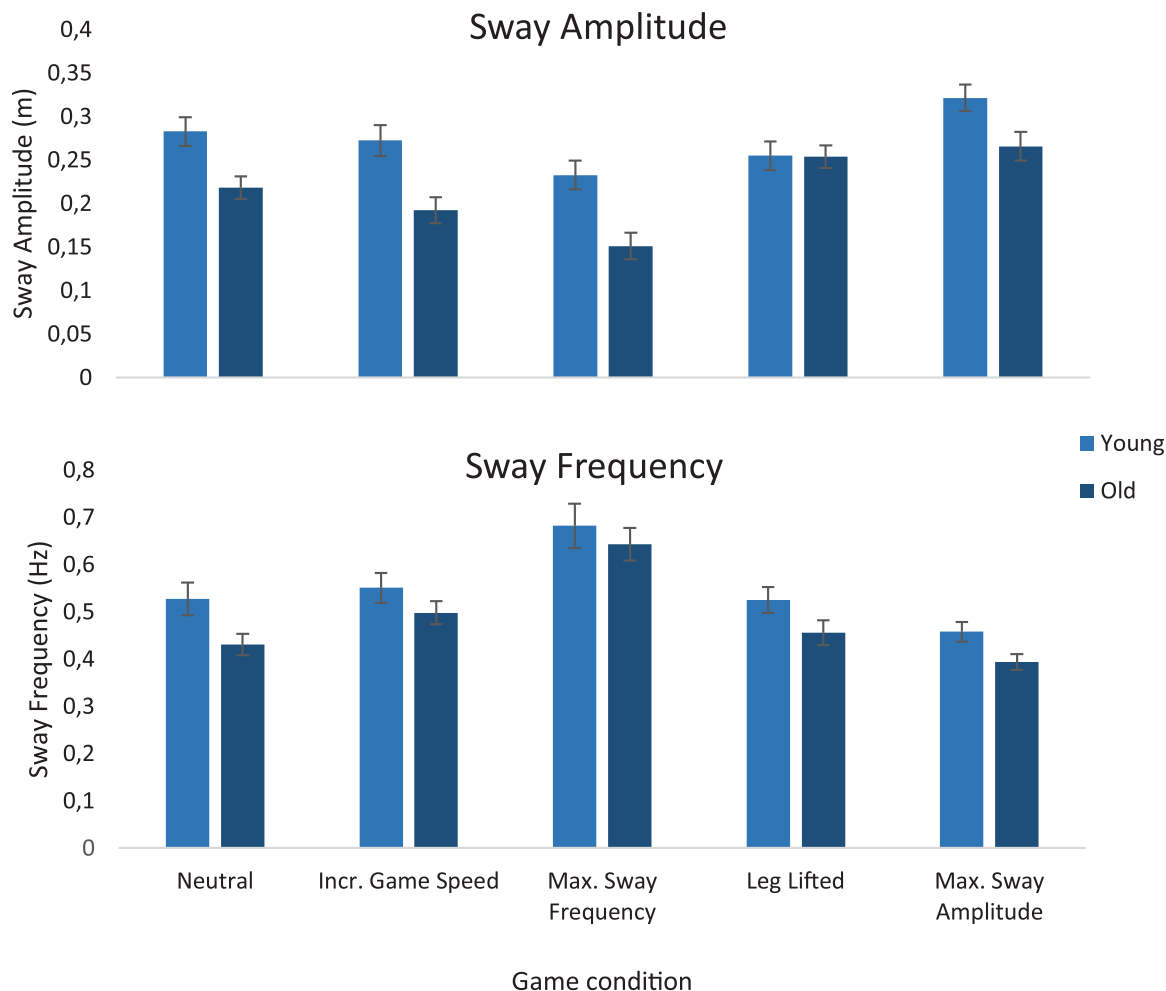 Sway Amplitude
0,4
0,35
0,3
0,25
0,2
0,15
0,1
0,05
0
Sway Amplitude (m)
Young
Old
Sway Frequency
0,8
0,7
0,6
0,5
0,4
0,3
0,2
0,1
0
Sway Frequency (Hz)
Neutral
Incr. Game Speed
Max. Sway
Frequency
Leg Lifted
Max. Sway
Amplitude
Game condition